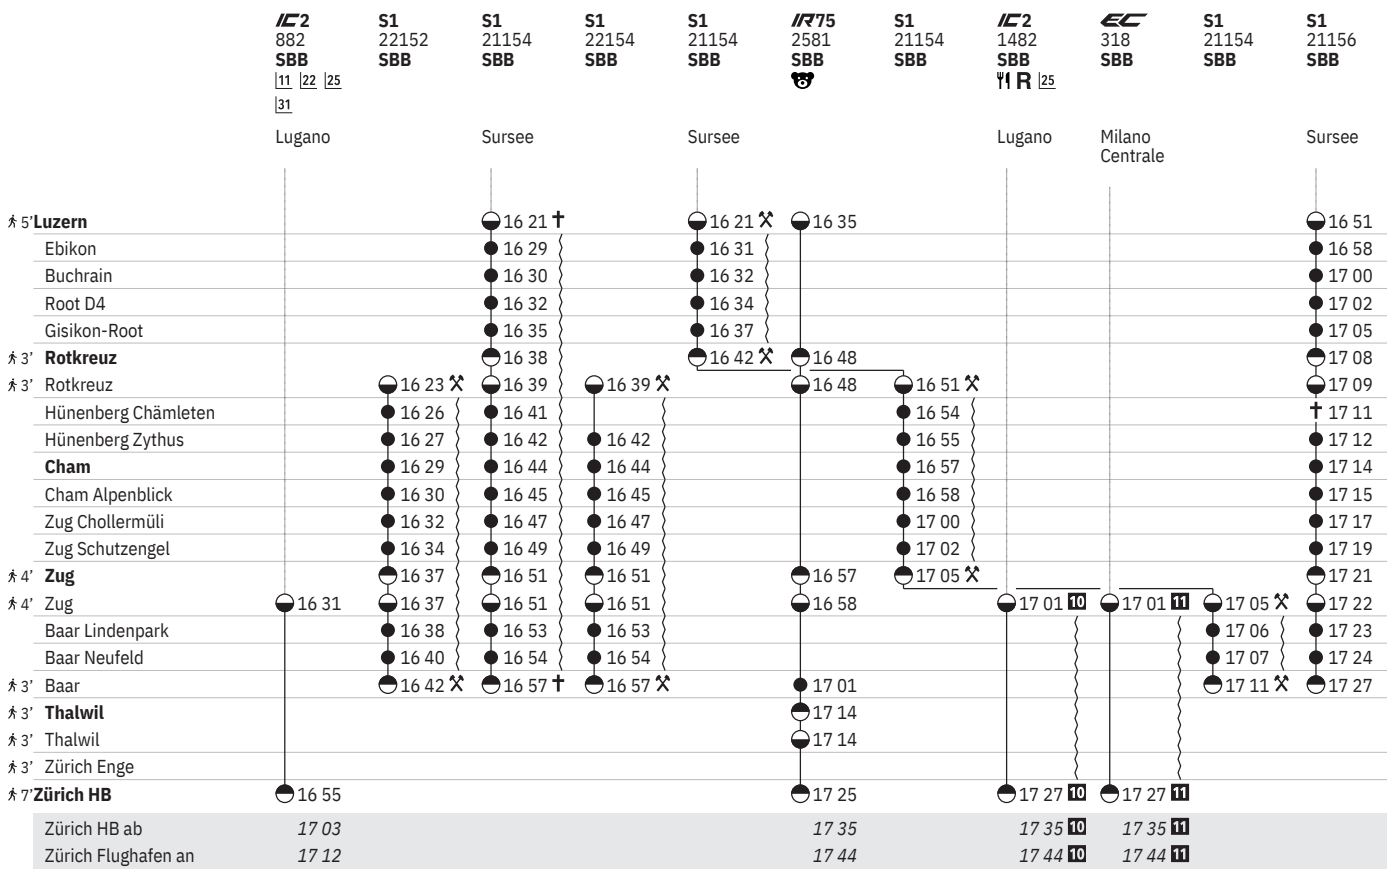 IC2 S1 S1 S1 S1 IR75 S1 IC2 EC S1 S1
882 22152 21154 22154 21154 2581 21154 1482 318 21154 21156
SBB SBB SBB SBB SBB SBB SBB SBB SBB SBB SBB
11 22 25 R 25
31
Lugano Sursee Sursee Lugano Milano Sursee
Centrale
5' Luzern 16 21 † 16 21 16 35 16 51
Ebikon 16 29 16 31 16 58
Buchrain 16 30 16 32 17 00
Root D4 16 32 16 34 17 02
Gisikon-Root 16 35 16 37 17 05
3' Rotkreuz 16 38 16 42 16 48 17 08
3' Rotkreuz 16 23 16 39 16 39 16 48 16 51 17 09
Hünenberg Chämleten 16 26 16 41 16 54 † 17 11
Hünenberg Zythus 16 27 16 42 16 42 16 55 17 12
Cham 16 29 16 44 16 44 16 57 17 14
Cham Alpenblick 16 30 16 45 16 45 16 58 17 15
Zug Chollermüli 16 32 16 47 16 47 17 00 17 17
Zug Schutzengel 16 34 16 49 16 49 17 02 17 19
4' Zug 16 37 16 51 16 51 16 57 17 05 17 21
4' Zug 16 31 16 37 16 51 16 51 16 58 17 01 10 17 01 11 17 05 17 22
Baar Lindenpark 16 38 16 53 16 53 17 06 17 23
Baar Neufeld 16 40 16 54 16 54 17 07 17 24
3' Baar 16 42 16 57 † 16 57 17 01 17 11 17 27
3' Thalwil 17 14
3' Thalwil 17 14
3' Zürich Enge
7' Zürich HB 16 55 17 25 17 27 10 17 27 11
Zürich HB ab 17 03 17 35 17 35 10 17 35 11
Zürich Flughafen an 17 12 17 44 17 44 10 17 44 11